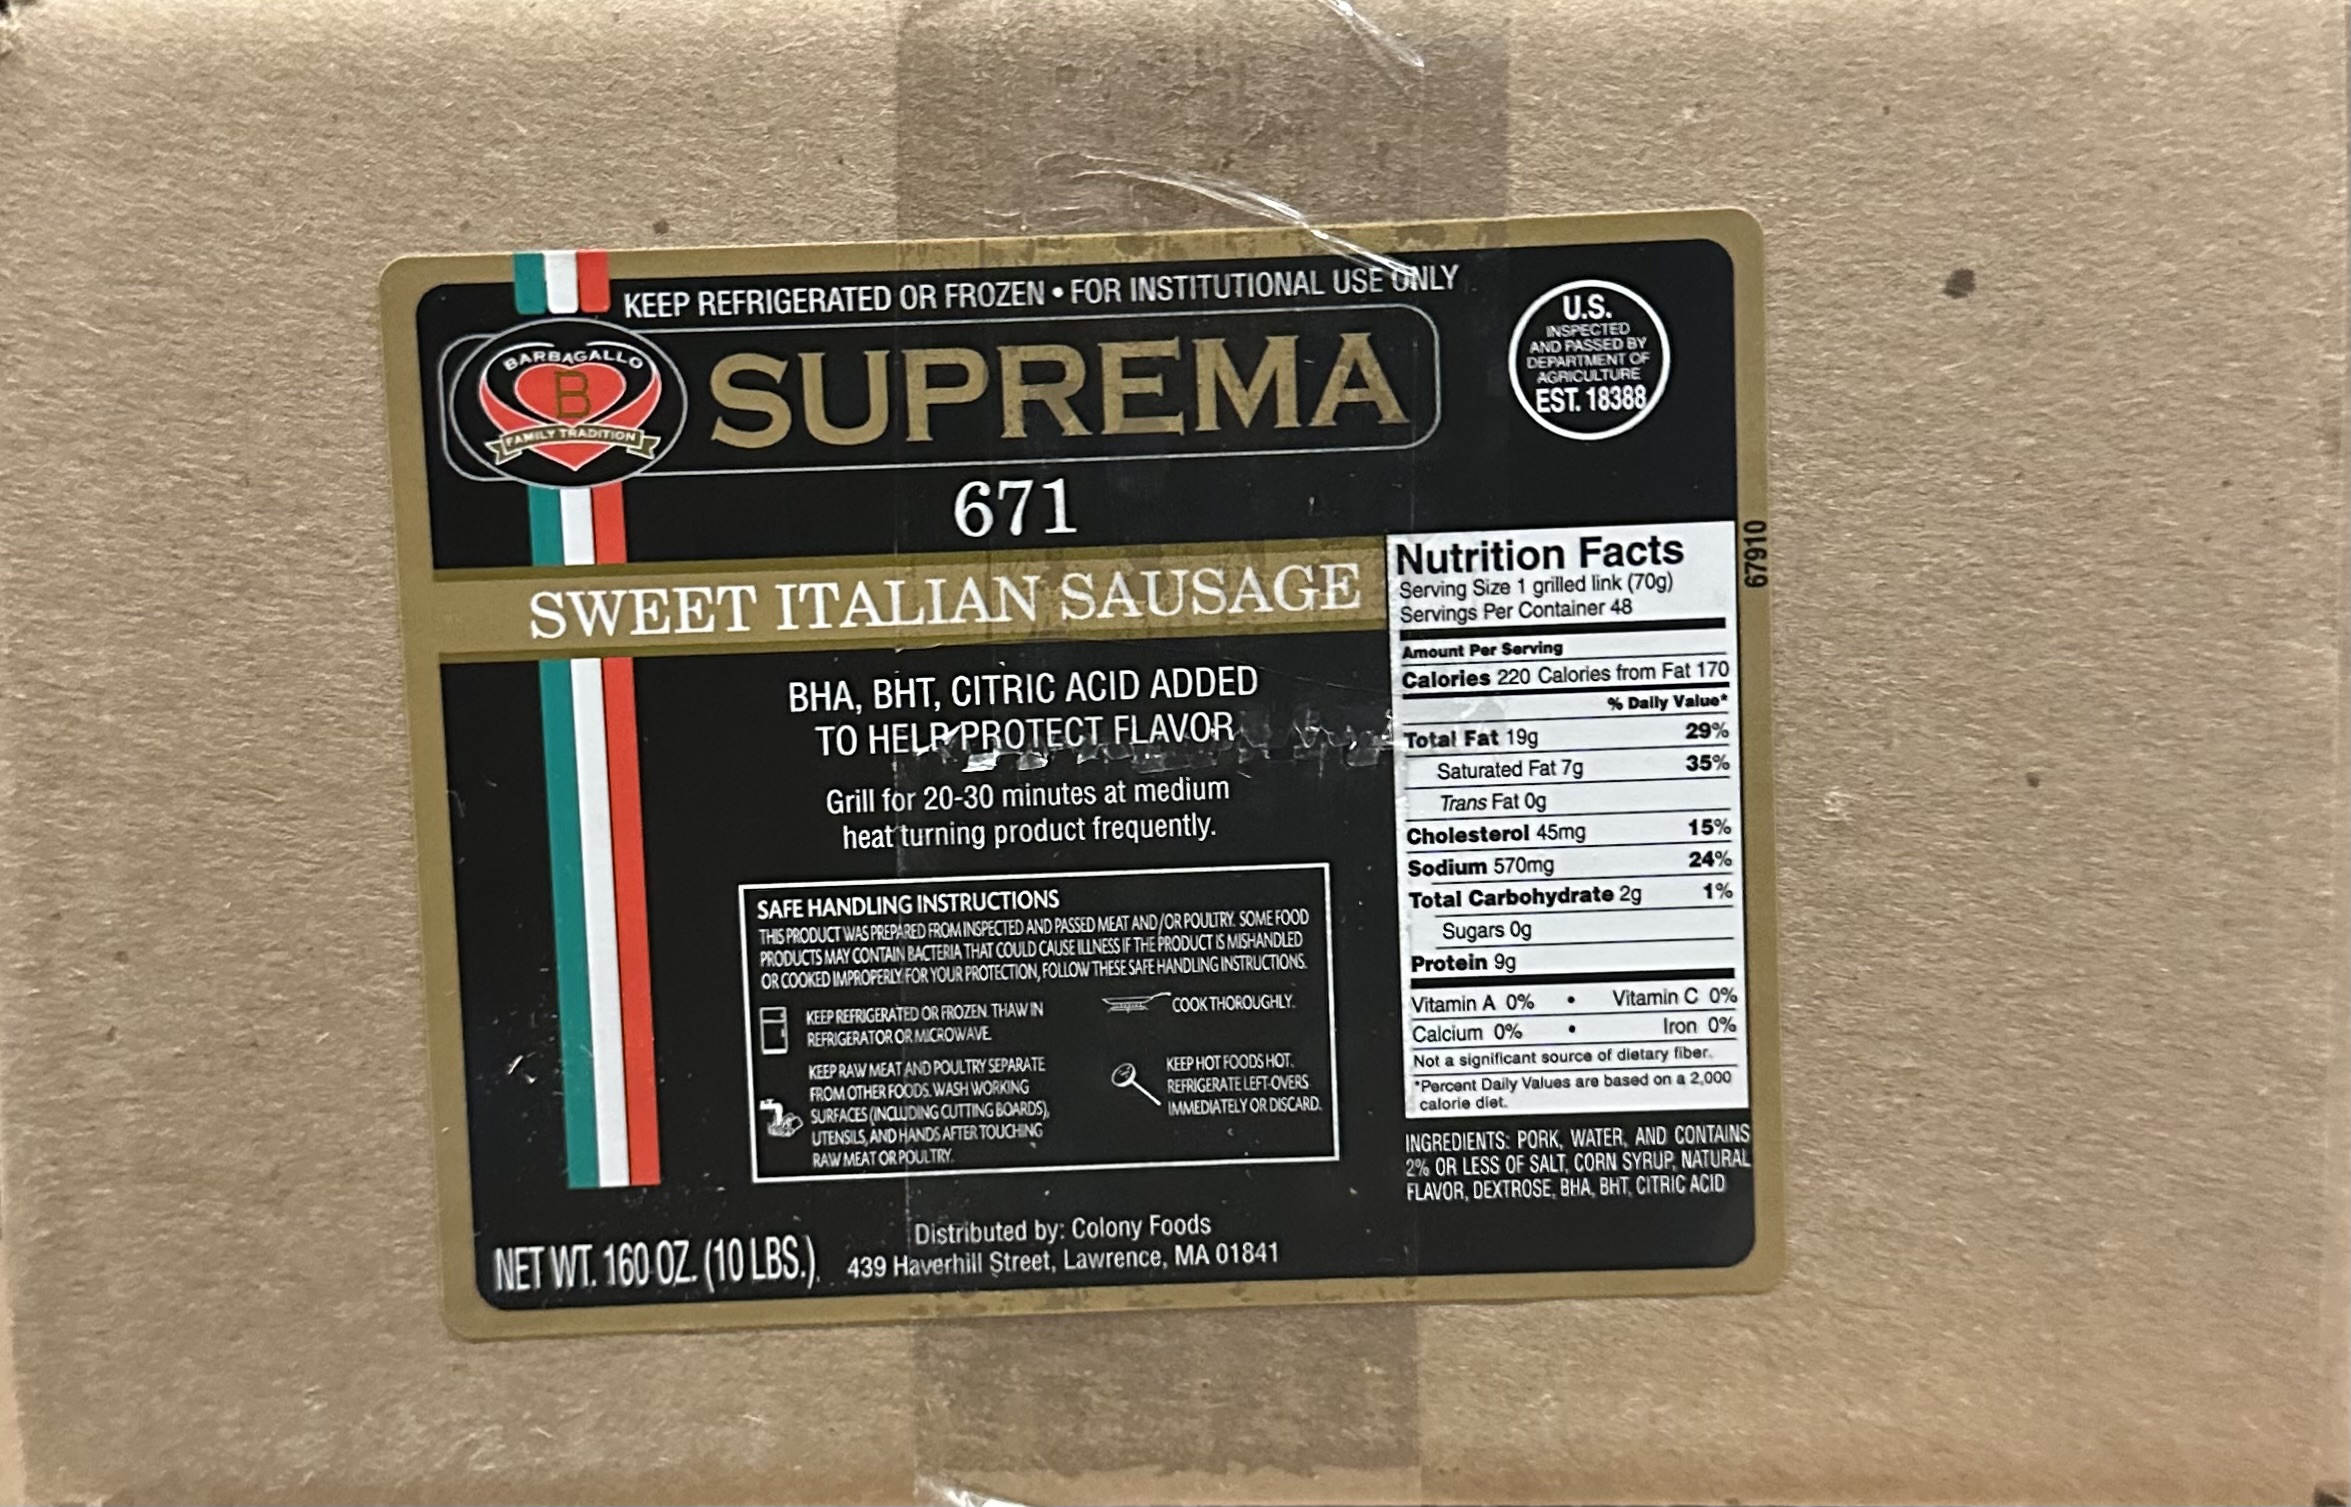 KEEP REFRIGERATED OR FROZEN • FOR INSTITUTIONAL USE ONLY
BARBAGALLO
B
FAMILY TRADITION
SUPREMA
U.S.
INSPECTED
AND PASSED BY
DEPARTMENT OF
AGRICULTURE
EST. 18388
671
SWEET ITALIAN SAUSAGE
BHA, BHT, CITRIC ACID ADDED
TO HELP PROTECT FLAVOR
Grill for 20-30 minutes at medium
heat turning product frequently.
SAFE HANDLING INSTRUCTIONS
THIS PRODUCT WAS PREPARED FROM INSPECTED AND PASSED MEAT AND/OR POULTRY. SOME FOOD
PRODUCTS MAY CONTAIN BACTERIA THAT COULD CAUSE ILLNESS IF THE PRODUCT IS MISHANDLED
OR COOKED IMPROPERLY. FOR YOUR PROTECTION, FOLLOW THESE SAFE HANDLING INSTRUCTIONS.
KEEP REFRIGERATED OR FROZEN. THAW IN
REFRIGERATOR OR MICROWAVE.
KEEP RAW MEAT AND POULTRY SEPARATE
FROM OTHER FOODS. WASH WORKING
SURFACES (INCLUDING CUTTING BOARDS),
UTENSILS, AND HANDS AFTER TOUCHING
RAW MEAT OR POULTRY.
COOK THOROUGHLY.
KEEP HOT FOODS HOT.
REFRIGERATE LEFT-OVERS
IMMEDIATELY OR DISCARD.
NET WT. 160 OZ. (10 LBS.)
Distributed by: Colony Foods
439 Haverhill Street, Lawrence, MA 01841
67910
Nutrition Facts
Serving Size 1 grilled link (70g)
Servings Per Container 48
Amount Per Serving
Calories 220 Calories from Fat 170
% Daily Value*
Total Fat 19g 29%
Saturated Fat 7g 35%
Trans Fat 0g
Cholesterol 45mg 15%
Sodium 570mg 24%
Total Carbohydrate 2g 1%
Sugars 0g
Protein 9g
Vitamin A 0% • Vitamin C 0%
Calcium 0% • Iron 0%
Not a significant source of dietary fiber.
*Percent Daily Values are based on a 2,000
calorie diet.
INGREDIENTS: PORK, WATER, AND CONTAINS
2% OR LESS OF SALT, CORN SYRUP, NATURAL
FLAVOR, DEXTROSE, BHA, BHT, CITRIC ACID